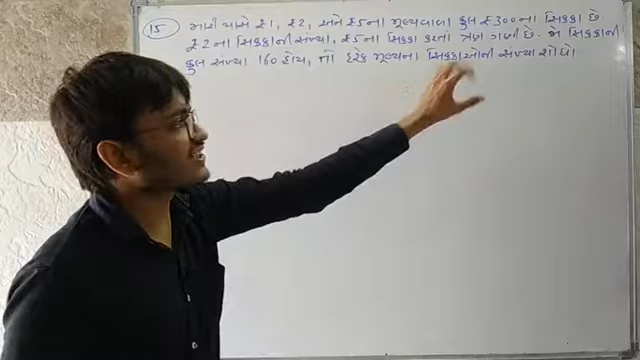 15) મારી પાસે ₹1, ₹2, અને ₹5ના મૂલ્યવાળા કુલ ₹300ના સિક્કા છે
₹2ના સિક્કાની સંખ્યા, ₹5ના સિક્કા કરતાં ત્રણ ગણી છે. જો સિક્કાની
કુલ સંખ્યા 160 હોય, તો દરેક મૂલ્યના સિક્કાઓની સંખ્યા શોધો